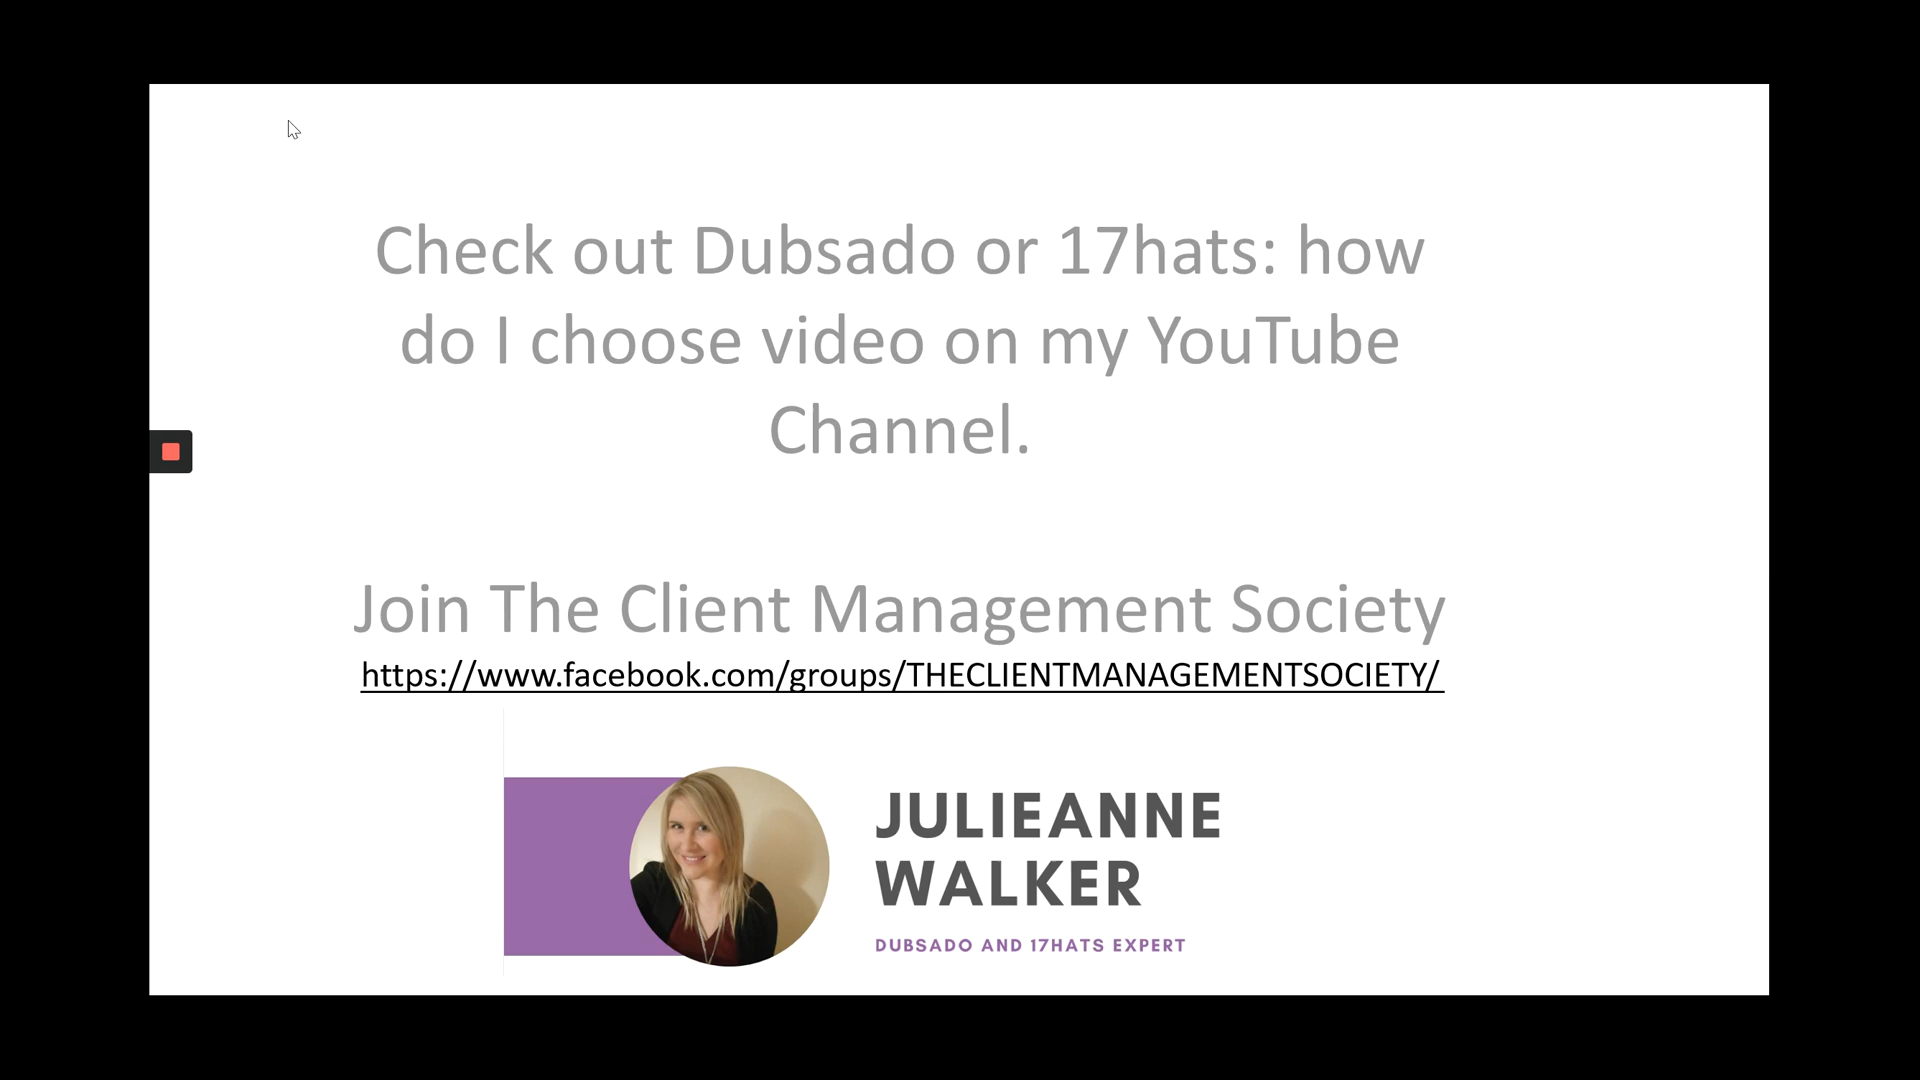 Check out Dubsado or 17hats: how
do I choose video on my YouTube
Channel.
Join The Client Management Society
https://www.facebook.com/groups/THECLIENTMANAGEMENTSOCIETY/
JULIEANNE
WALKER
DUBSADO AND 17HATS EXPERT